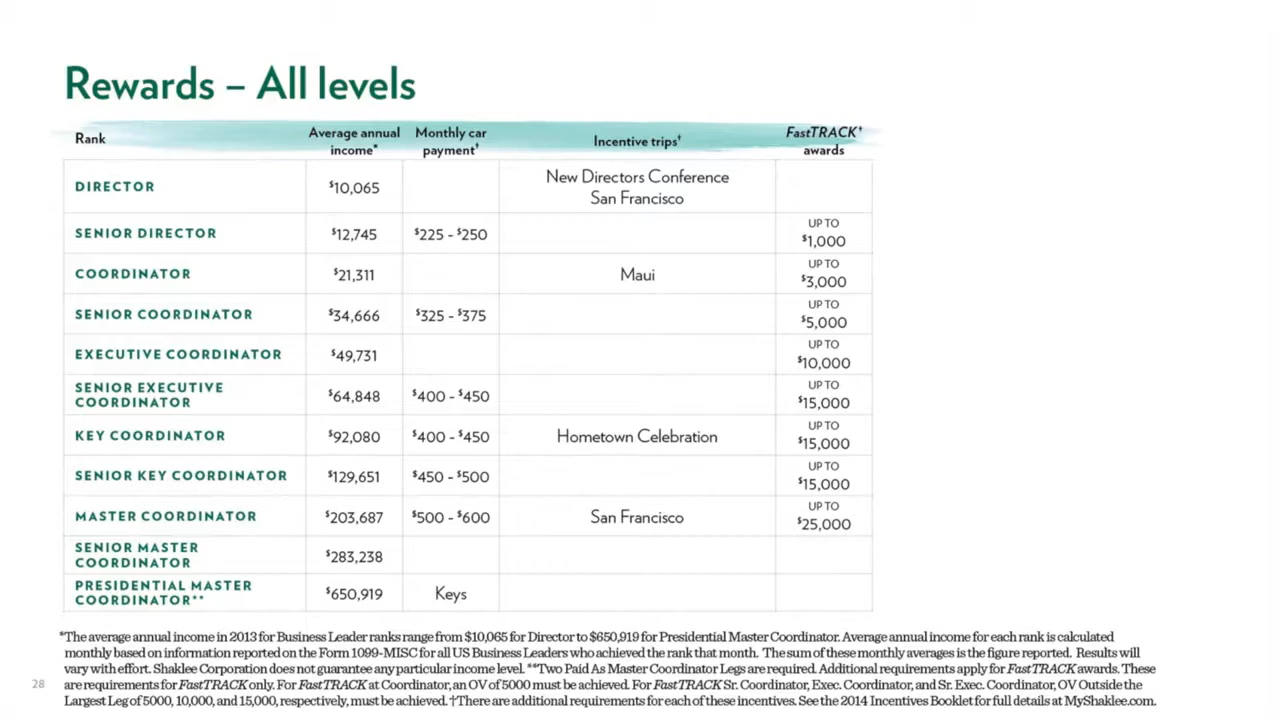 Rewards – All levels
Rank Average annual income* Monthly car payment† Incentive trips† FastTRACK† awards
DIRECTOR $10,065 New Directors Conference San Francisco
SENIOR DIRECTOR $12,745 $225 - $250 UP TO $1,000
COORDINATOR $21,311 Maui UP TO $3,000
SENIOR COORDINATOR $34,666 $325 - $375 UP TO $5,000
EXECUTIVE COORDINATOR $49,731 UP TO $10,000
SENIOR EXECUTIVE COORDINATOR $64,848 $400 - $450 UP TO $15,000
KEY COORDINATOR $92,080 $400 - $450 Hometown Celebration UP TO $15,000
SENIOR KEY COORDINATOR $129,651 $450 - $500 UP TO $15,000
MASTER COORDINATOR $203,687 $500 - $600 San Francisco UP TO $25,000
SENIOR MASTER COORDINATOR $283,238
PRESIDENTIAL MASTER COORDINATOR** $650,919 Keys
*The average annual income in 2013 for Business Leader ranks range from $10,065 for Director to $650,919 for Presidential Master Coordinator. Average annual income for each rank is calculated
monthly based on information reported on the Form 1099-MISC for all US Business Leaders who achieved the rank that month. The sum of these monthly averages is the figure reported. Results will
vary with effort. Shaklee Corporation does not guarantee any particular income level. **Two Paid As Master Coordinator Legs are required. Additional requirements apply for FastTRACK awards. These
are requirements for FastTRACK only. For FastTRACK at Coordinator, an OV of 5000 must be achieved. For FastTRACK Sr. Coordinator, Exec. Coordinator, and Sr. Exec. Coordinator, OV Outside the
Largest Leg of 5000, 10,000, and 15,000, respectively, must be achieved. †There are additional requirements for each of these incentives. See the 2014 Incentives Booklet for full details at MyShaklee.com.
28